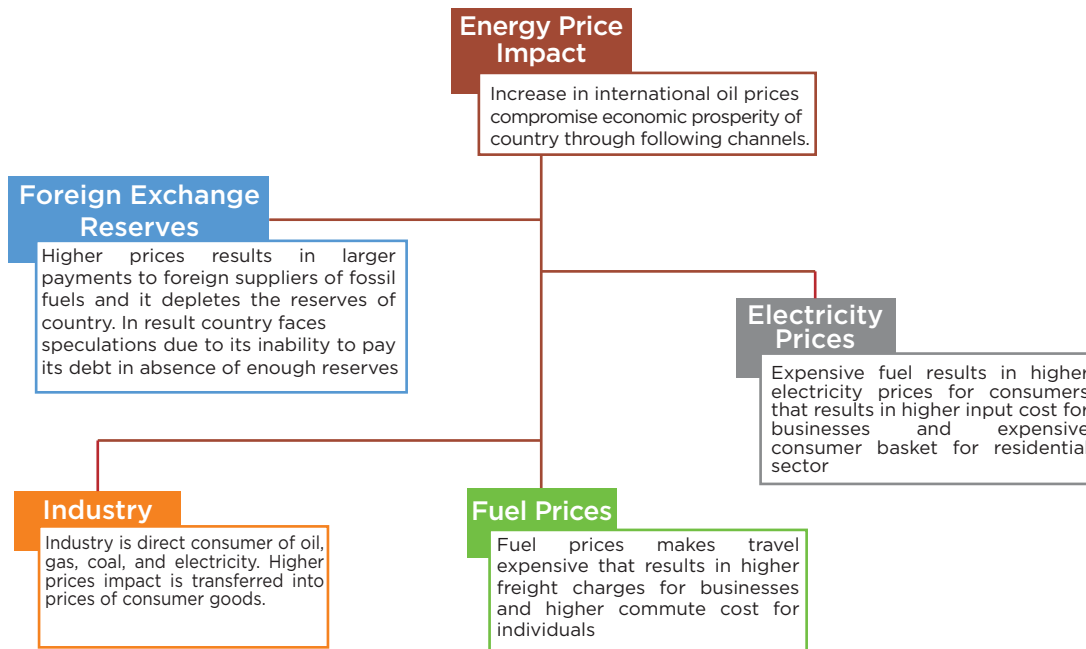 Energy Price
Impact
Increase in international oil prices
compromise economic prosperity of
country through following channels.
Foreign Exchange
Reserves
Higher prices results in larger
payments to foreign suppliers of fossil
fuels and it depletes the reserves of
country. In result country faces
speculations due to its inability to pay
its debt in absence of enough reserves
Electricity
Prices
Expensive fuel results in higher
electricity prices for consumers
that results in higher input cost for
businesses and expensive
consumer basket for residential
sector
Industry
Industry is direct consumer of oil,
gas, coal, and electricity. Higher
prices impact is transferred into
prices of consumer goods.
Fuel Prices
Fuel prices makes travel
expensive that results in higher
freight charges for businesses
and higher commute cost for
individuals